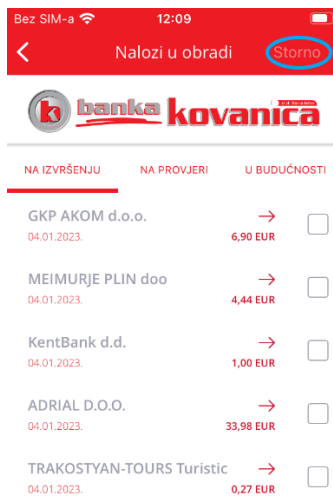 Bez SIM-a 12:09
Nalozi u obradi Storno
banka kovanica
NA IZVRŠENJU NA PROVJERI U BUDUĆNOSTI
GKP AKOM d.o.o.
04.01.2023. 6,90 EUR
MEIMURJE PLIN doo
04.01.2023. 4,44 EUR
KentBank d.d.
04.01.2023. 1,00 EUR
ADRIAL D.O.O.
04.01.2023. 33,98 EUR
TRAKOSTYAN-TOURS Turistic
04.01.2023. 0,27 EUR